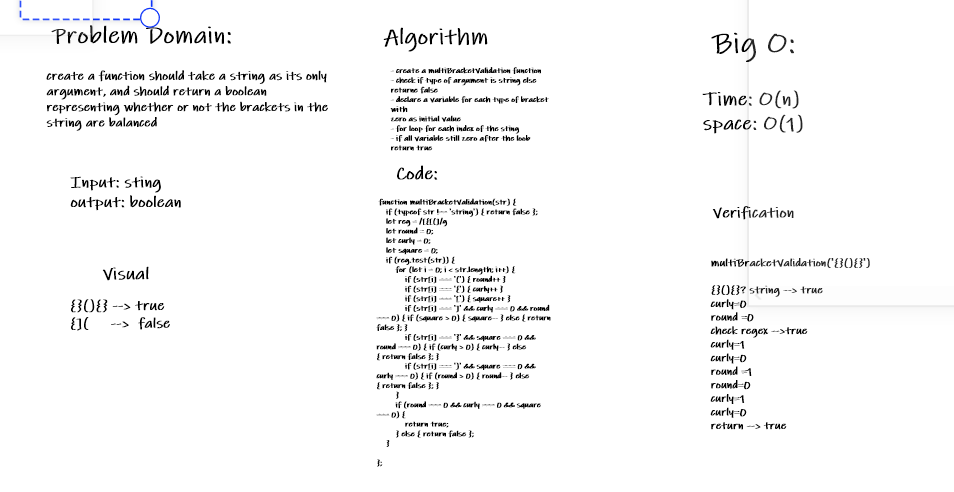 Problem Domain:
create a function should take a string as its only
argument, and should return a boolean
representing whether or not the brackets in the
string are balanced
Input: sting
output: boolean
Visual
{}(){} --> true
{](    -->  false
Algorithm
- create a multiBracketValidation function
- check if type of argument is string else
returne false
- declare a variable for each type of bracket
with
zero as initial value
- for loop for each index of the sting
- if all variable still zero after the loob
return true
Code:
function multiBracketValidation(str) {
if (typeof str !== 'string') { return false };
let reg = /[{[(]/g
let round = 0;
let curly = 0;
let square = 0;
if (reg.test(str)) {
for (let i = 0; i < str.length; i++) {
if (str[i] === '(') { round++ }
if (str[i] === '{') { curly++ }
if (str[i] === '[') { square++ }
if (str[i] === ']' && curly === 0 && round
=== 0) { if (square > 0) { square-- } else { return
false }; }
if (str[i] === '}' && square === 0 &&
round === 0) { if (curly > 0) { curly-- } else
{ return false }; }
if (str[i] === ')' && square === 0 &&
curly === 0) { if (round > 0) { round-- } else
{ return false }; }
}
if (round === 0 && curly === 0 && square
=== 0) {
return true;
} else { return false };
}
};
Big O:
Time: O(n)
space: O(1)
Verification
multiBracketValidation('{}(){}')
{}(){}? string --> true
curly=0
round =0
check regex -->true
curly=1
curly=0
round =1
round=0
curly=1
curly=0
return --> true